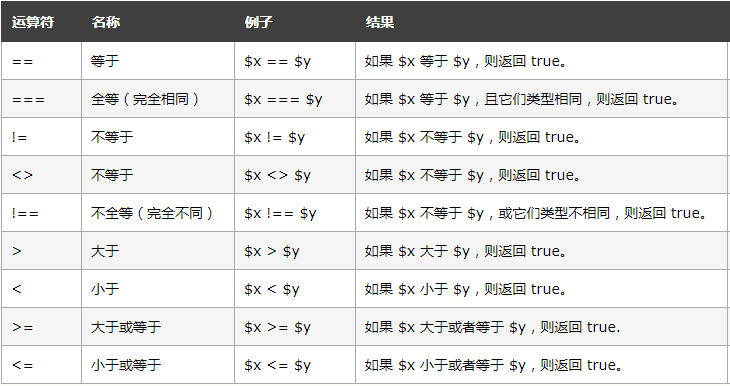 运算符 名称 例子 结果
== 等于 $x == $y 如果 $x 等于 $y，则返回 true。
=== 全等（完全相同） $x === $y 如果 $x 等于 $y，且它们类型相同，则返回 true。
!= 不等于 $x != $y 如果 $x 不等于 $y，则返回 true。
<> 不等于 $x <> $y 如果 $x 不等于 $y，则返回 true。
!== 不全等（完全不同） $x !== $y 如果 $x 不等于 $y，或它们类型不相同，则返回 true。
> 大于 $x > $y 如果 $x 大于 $y，则返回 true。
< 小于 $x < $y 如果 $x 小于 $y，则返回 true。
>= 大于或等于 $x >= $y 如果 $x 大于或者等于 $y，则返回 true.
<= 小于或等于 $x <= $y 如果 $x 小于或者等于 $y，则返回 true。